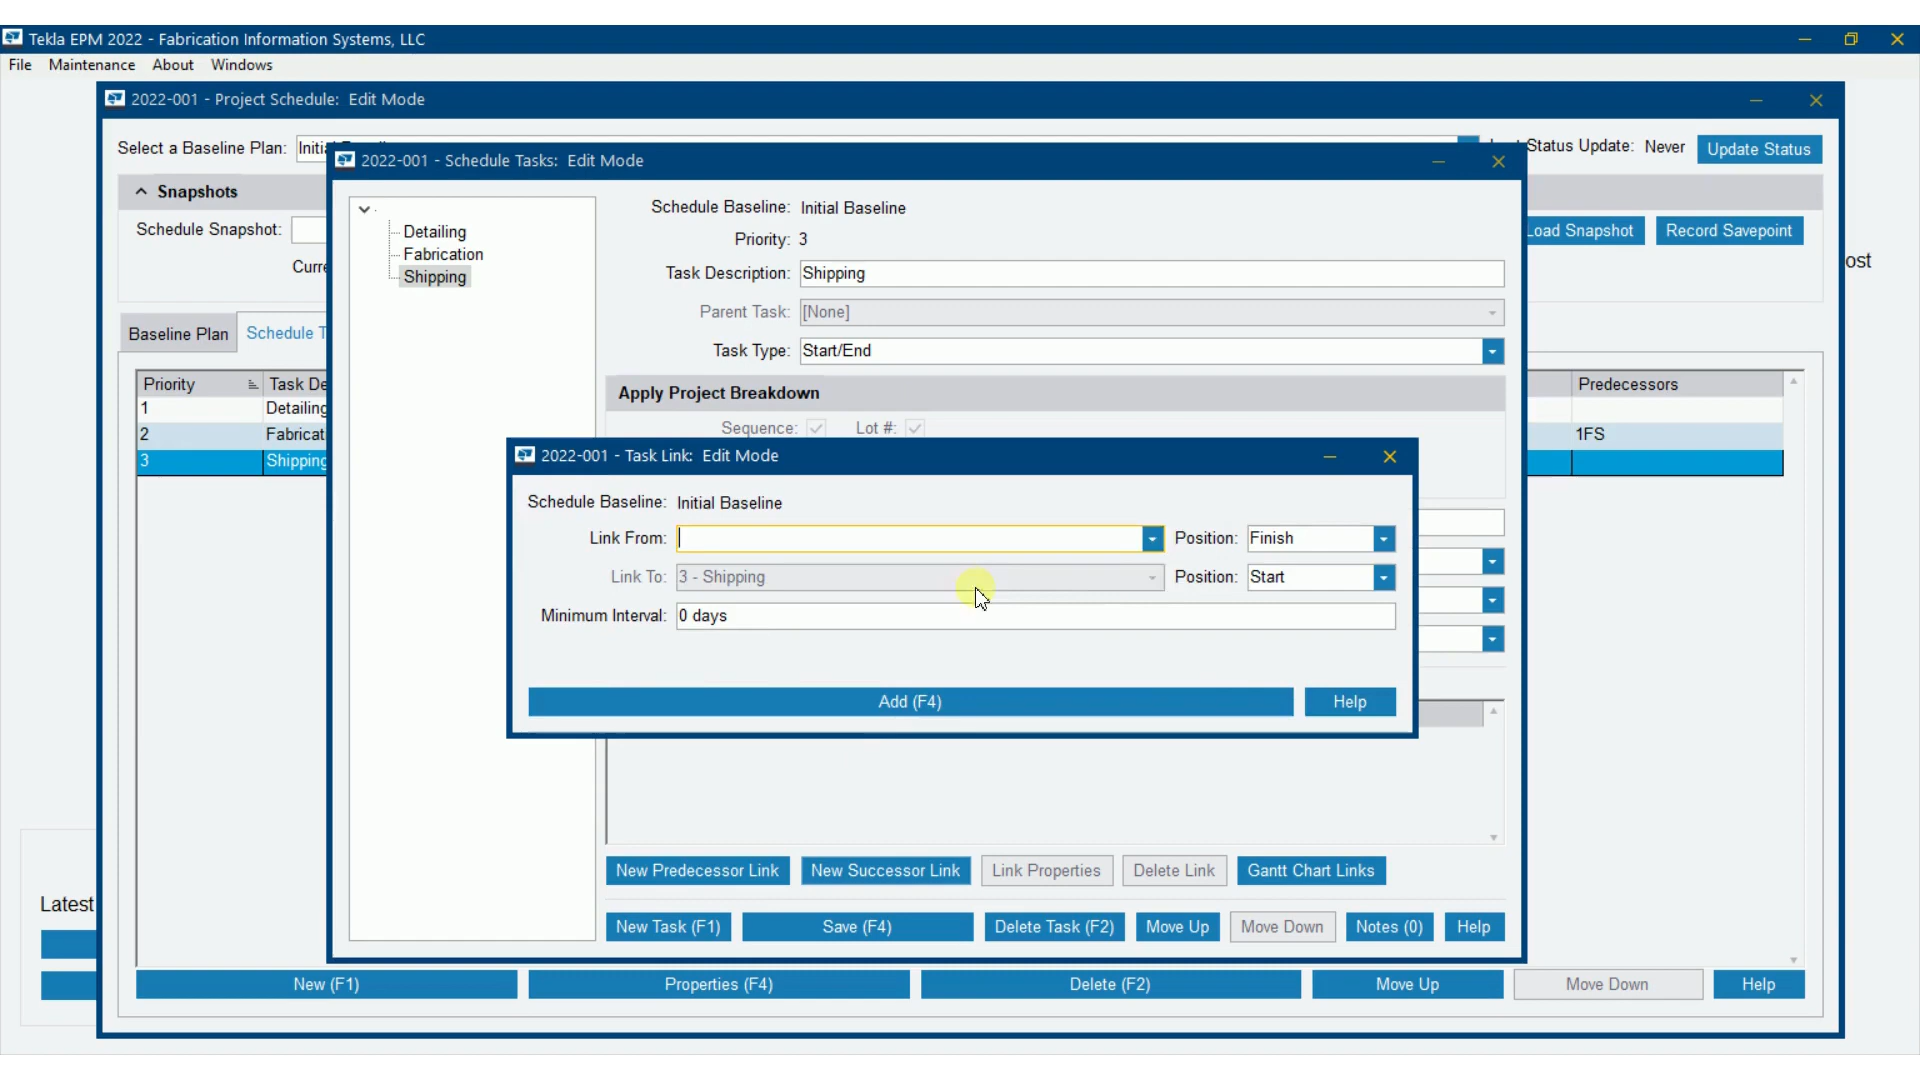 Tekla EPM 2022 - Fabrication Information Systems, LLC
File Maintenance About Windows
2022-001 - Project Schedule: Edit Mode
Select a Baseline Plan:
Status Update: Never Update Status
2022-001 - Schedule Tasks: Edit Mode
Snapshots
Schedule Snapshot:
Load Snapshot Record Savepoint
Baseline Plan Schedule T
Priority Task De
Predecessors
1 Detailing
2 Fabricat
1FS
3 Shipping
Detailing
Fabrication
Shipping
Schedule Baseline: Initial Baseline
Priority: 3
Task Description: Shipping
Parent Task: [None]
Task Type: Start/End
Apply Project Breakdown
Sequence: Lot #:
2022-001 - Task Link: Edit Mode
Schedule Baseline: Initial Baseline
Link From: Position: Finish
Link To: 3 - Shipping Position: Start
Minimum Interval: 0 days
Add (F4) Help
New Predecessor Link New Successor Link Link Properties Delete Link Gantt Chart Links
New Task (F1) Save (F4) Delete Task (F2) Move Up Move Down Notes (0) Help
Latest
New (F1) Properties (F4) Delete (F2) Move Up Move Down Help